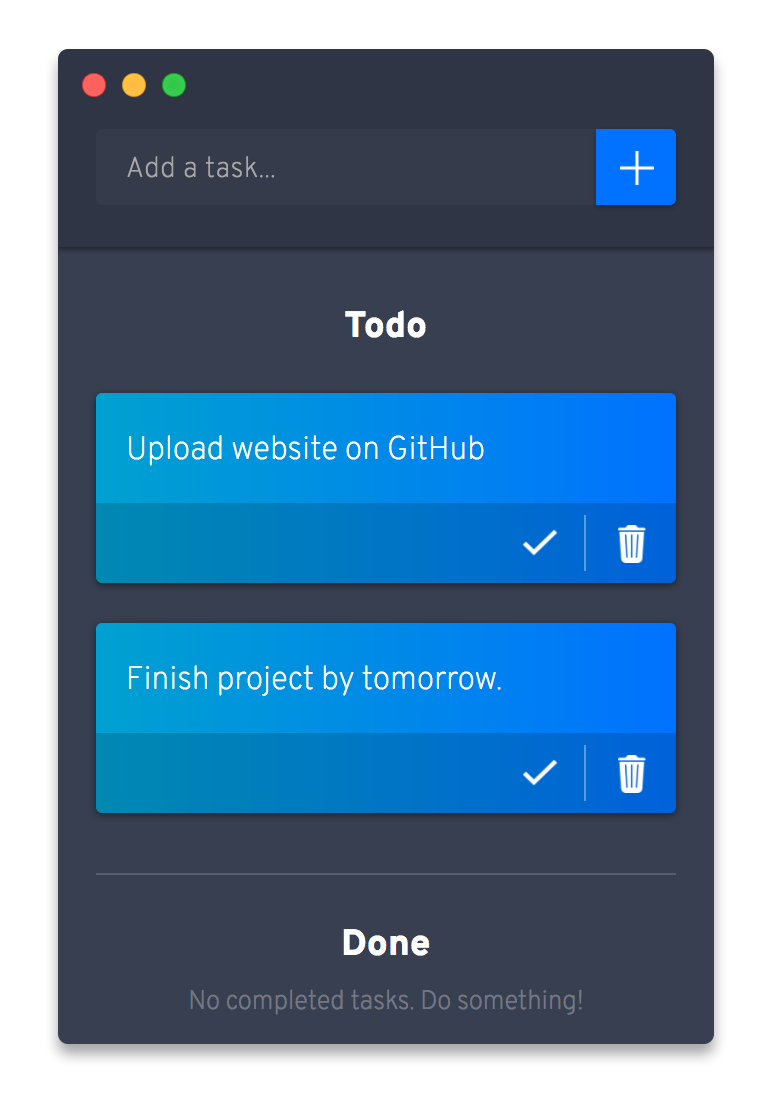 Add a task...
Todo
Upload website on GitHub
Finish project by tomorrow.
Done
No completed tasks. Do something!